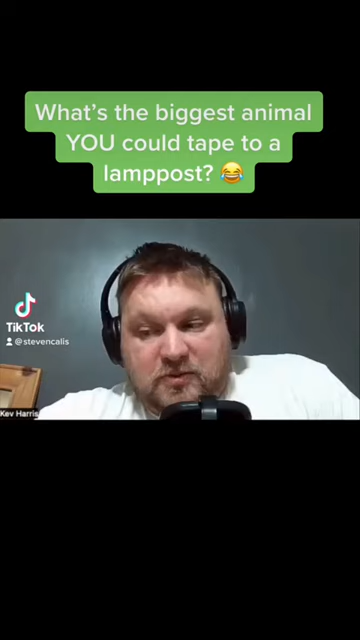 What's the biggest animal
YOU could tape to a
lamppost? 😂
TikTok
@stevencalis
Kev Harris